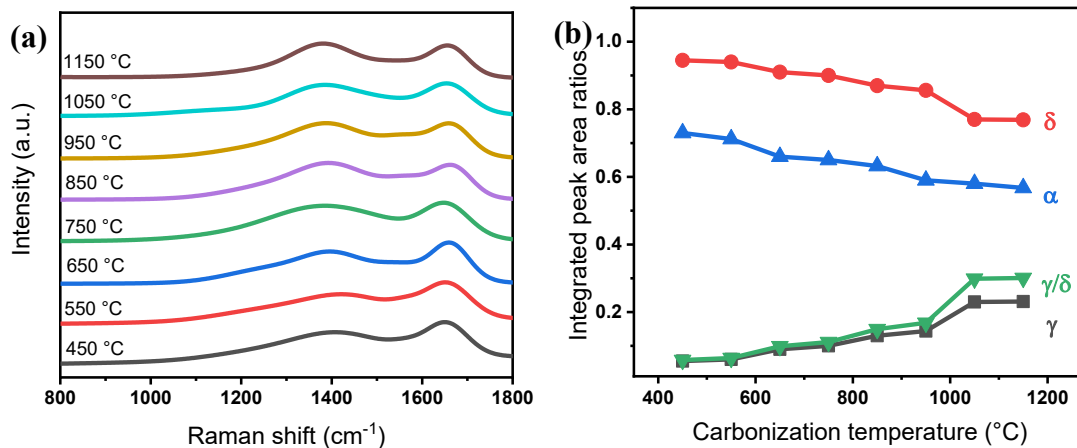 (a)
1150 °C
1050 °C
950 °C
850 °C
750 °C
650 °C
550 °C
450 °C
Intensity (a.u.)
800 1000 1200 1400 1600 1800
Raman shift (cm⁻¹)
(b)
1.0
0.8
0.6
0.4
0.2
δ
α
γ/δ
γ
Integrated peak area ratios
400 600 800 1000 1200
Carbonization temperature (°C)